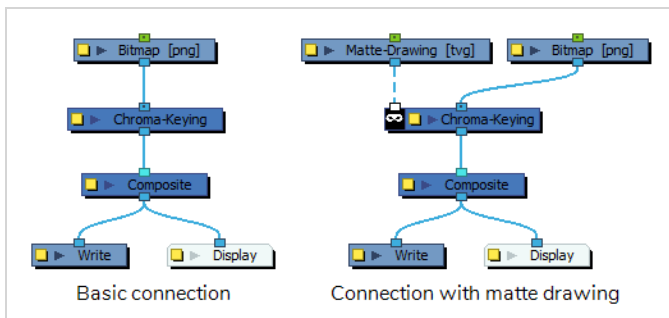 Bitmap [png]
Chroma-Keying
Composite
Write
Display
Basic connection
Matte-Drawing [tvg]
Bitmap [png]
Chroma-Keying
Composite
Write
Display
Connection with matte drawing